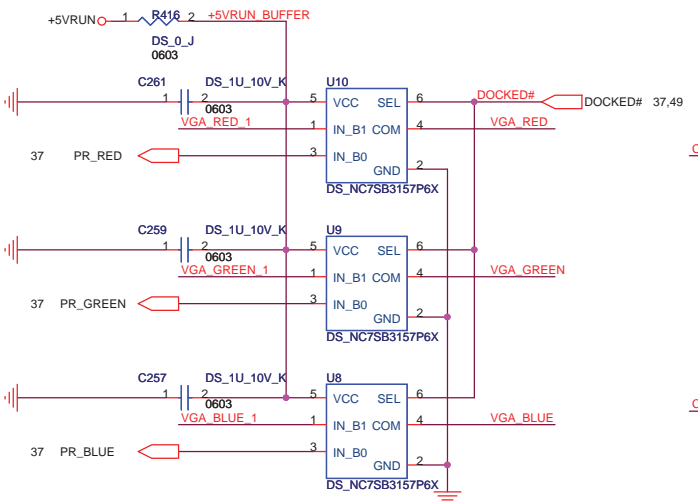 +5VRUN 1 R416 2 +5VRUN_BUFFER
DS_0_J
0603
C261 DS_1U_10V_K U10
1 2 5 VCC SEL 6 DOCKED# DOCKED# 37,49
0603
VGA_RED_1 1 IN_B1 COM 4 VGA_RED
37 PR_RED 3 IN_B0
GND 2
DS_NC7SB3157P6X
C259 DS_1U_10V_K U9
1 2 5 VCC SEL 6
0603
VGA_GREEN_1 1 IN_B1 COM 4 VGA_GREEN
37 PR_GREEN 3 IN_B0
GND 2
DS_NC7SB3157P6X
C257 DS_1U_10V_K U8
1 2 5 VCC SEL 6
0603
VGA_BLUE_1 1 IN_B1 COM 4 VGA_BLUE
37 PR_BLUE 3 IN_B0
GND 2
DS_NC7SB3157P6X